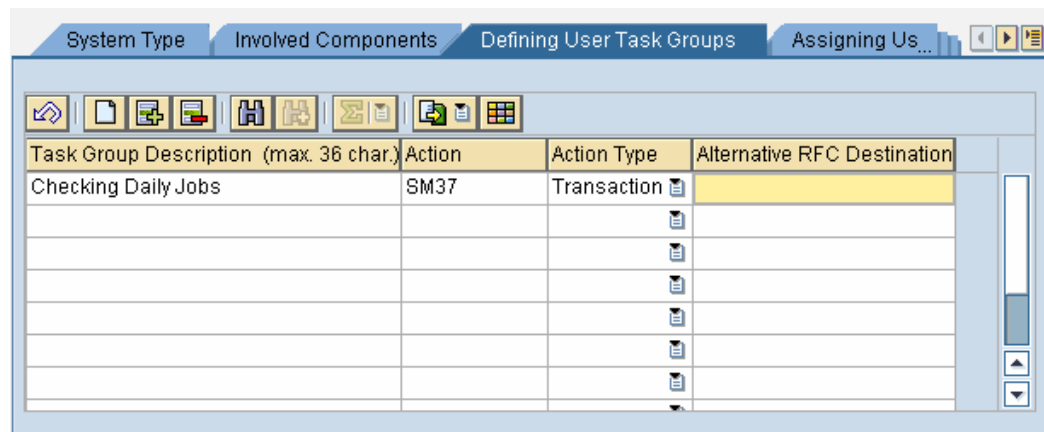 System Type Involved Components Defining User Task Groups Assigning Us...
Task Group Description (max. 36 char.) Action Action Type Alternative RFC Destination
Checking Daily Jobs SM37 Transaction